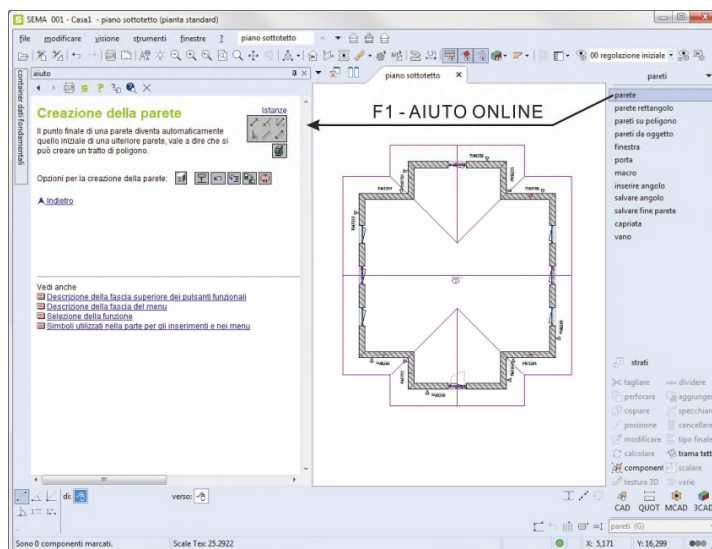 SEMA 001 - Casa1 - piano sottotetto (pianta standard)
file modificare visione strumenti finestre ? piano sottotetto
00 regolazione iniziale
container dati fondamentali
aiuto
piano sottotetto
pareti
Creazione della parete
Istanze
Il punto finale di una parete diventa automaticamente
quello iniziale di una ulteriore parete, vale a dire che si
può creare un tratto di poligono.
Opzioni per la creazione della parete:
Indietro
Vedi anche
Descrizione della fascia superiore dei pulsanti funzionali
Descrizione della fascia del menu
Selezione della funzione
Simboli utilizzati nella parte per gli inserimenti e nei menu
F1 - AIUTO ONLINE
parete
parete rettangolo
pareti su poligono
pareti da oggetto
finestra
porta
macro
inserire angolo
salvare angolo
salvare fine parete
capriata
vano
strati
tagliare dividere
perforare aggiunger
copiare specchiar
posizione cancellare
modificare tipo finale
calcolare trama tett
component scalare
testura 3D varie
CAD QUOT MCAD 3CAD
di: verso:
pareti (G)
Sono 0 componenti marcati. Scale Tex: 25.2922 X: 5,171 Y: 16,299